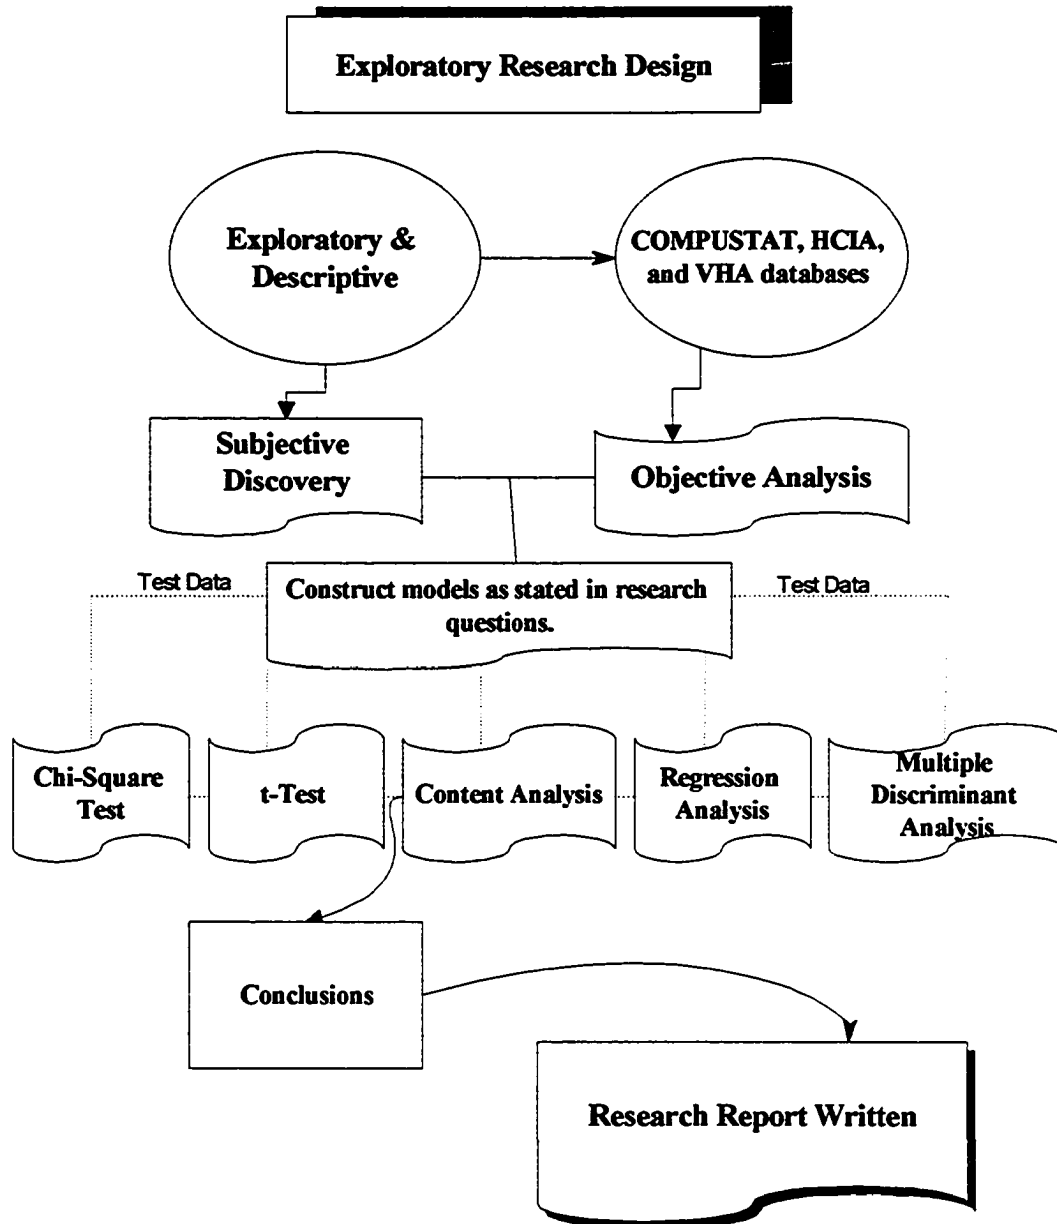 Exploratory Research Design
Exploratory &
Descriptive
COMPUSTAT, HCIA,
and VHA databases
Subjective
Discovery
Objective Analysis
Test Data
Construct models as stated in research
questions.
Test Data
Chi-Square
Test
t-Test
Content Analysis
Regression
Analysis
Multiple
Discriminant
Analysis
Conclusions
Research Report Written